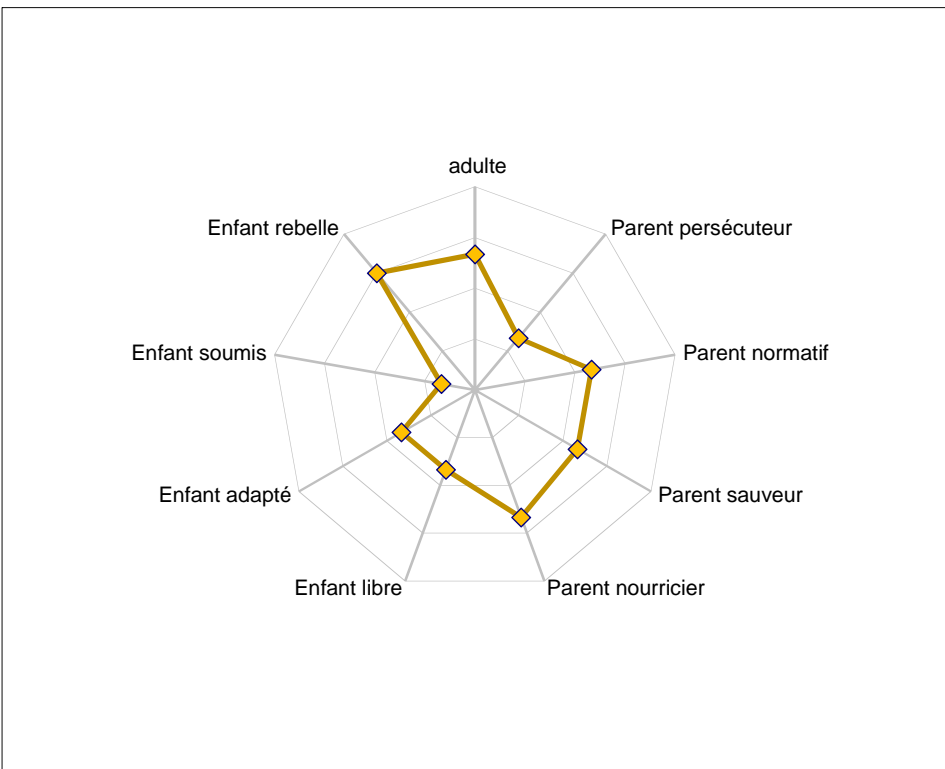 adulte
Enfant rebelle
Parent persécuteur
Enfant soumis
Parent normatif
Enfant adapté
Parent sauveur
Enfant libre
Parent nourricier